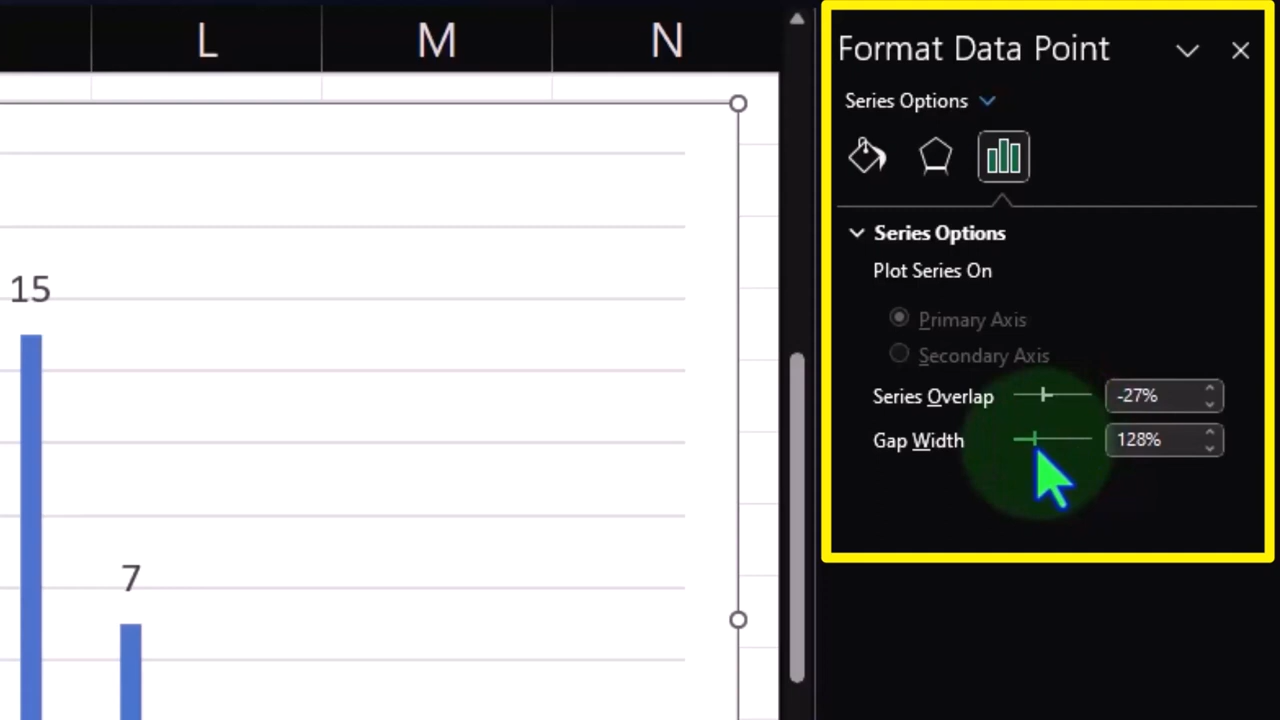 L M N
15
7
Format Data Point
Series Options
Series Options
Plot Series On
Primary Axis
Secondary Axis
Series Overlap -27%
Gap Width 128%